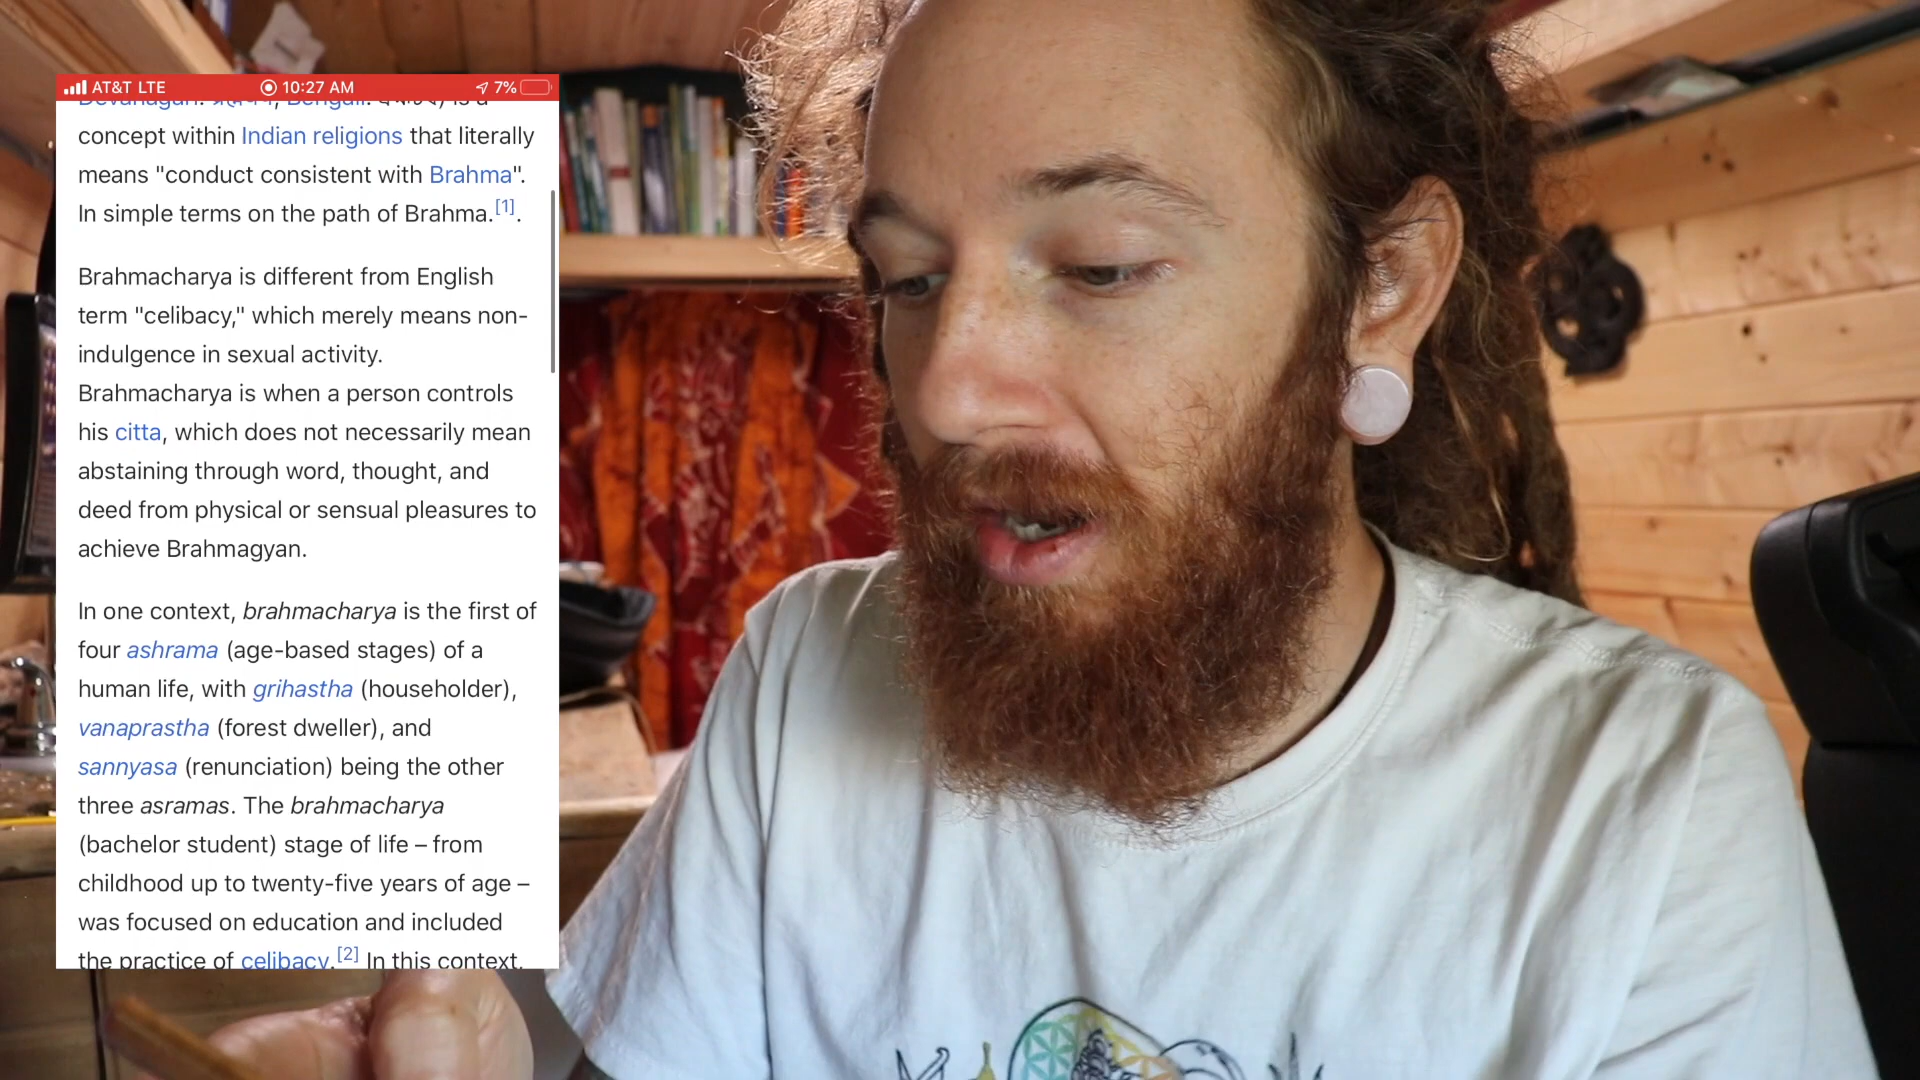 AT&T LTE 10:27 AM 7%
is a
concept within Indian religions that literally
means "conduct consistent with Brahma".
In simple terms on the path of Brahma.[1].
Brahmacharya is different from English
term "celibacy," which merely means non-
indulgence in sexual activity.
Brahmacharya is when a person controls
his citta, which does not necessarily mean
abstaining through word, thought, and
deed from physical or sensual pleasures to
achieve Brahmagyan.
In one context, brahmacharya is the first of
four ashrama (age-based stages) of a
human life, with grihastha (householder),
vanaprastha (forest dweller), and
sannyasa (renunciation) being the other
three asramas. The brahmacharya
(bachelor student) stage of life – from
childhood up to twenty-five years of age –
was focused on education and included
the practice of celibacy.[2] In this context,